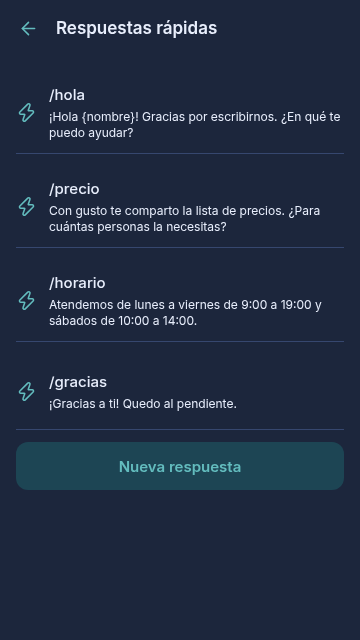 Respuestas rápidas
/hola
¡Hola {nombre}! Gracias por escribirnos. ¿En qué te
puedo ayudar?
/precio
Con gusto te comparto la lista de precios. ¿Para
cuántas personas la necesitas?
/horario
Atendemos de lunes a viernes de 9:00 a 19:00 y
sábados de 10:00 a 14:00.
/gracias
¡Gracias a ti! Quedo al pendiente.
Nueva respuesta